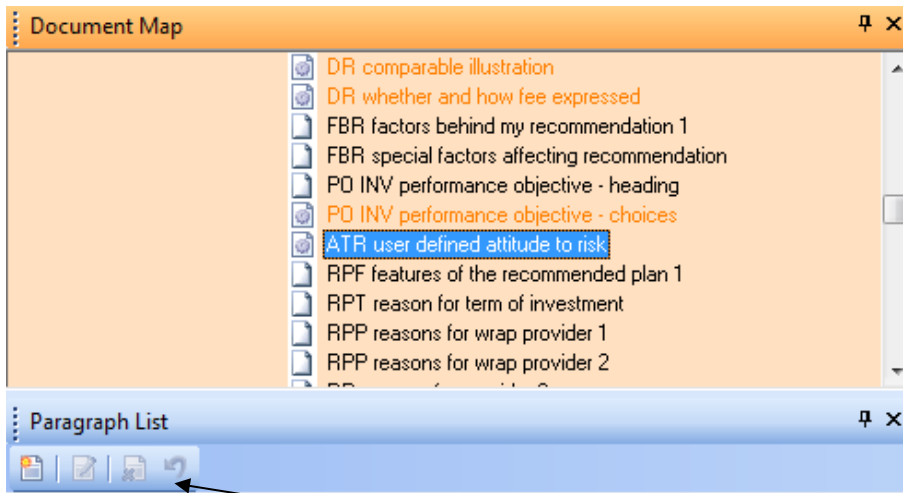 Document Map
DR comparable illustration
DR whether and how fee expressed
FBR factors behind my recommendation 1
FBR special factors affecting recommendation
PO INV performance objective - heading
PO INV performance objective - choices
ATR user defined attitude to risk
RPF features of the recommended plan 1
RPT reason for term of investment
RPP reasons for wrap provider 1
RPP reasons for wrap provider 2
Paragraph List